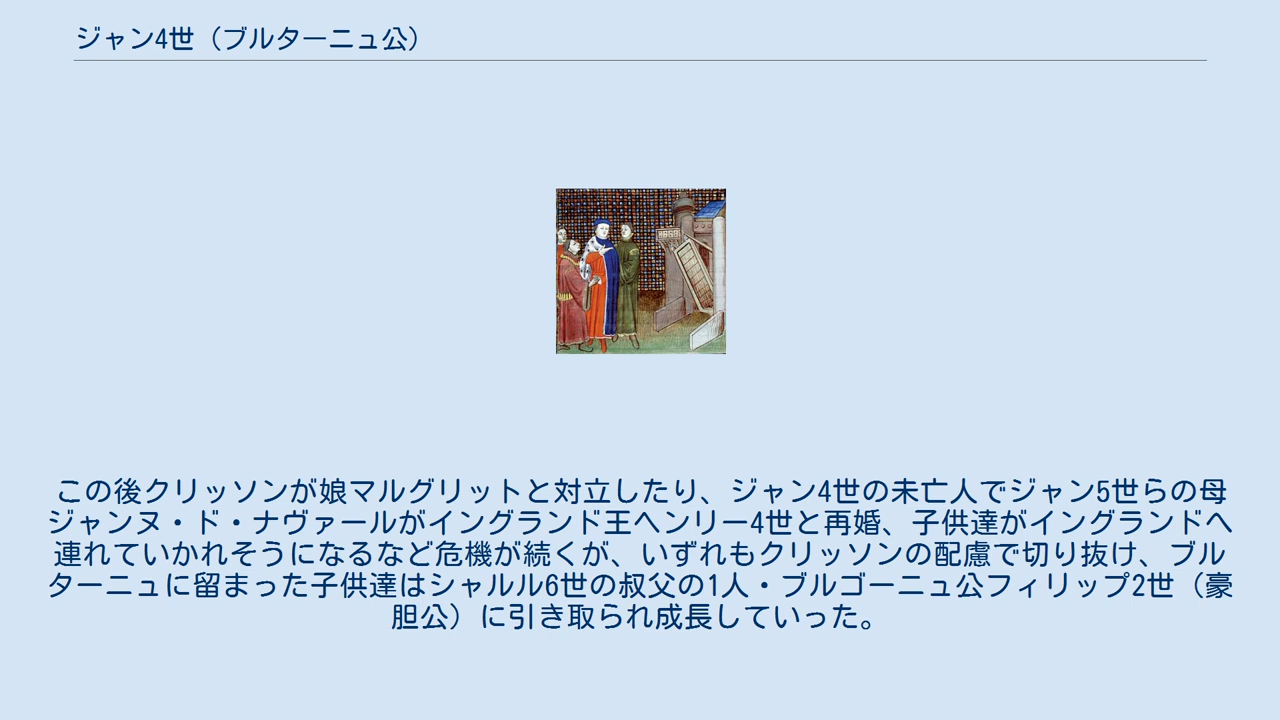 ジャン4世（ブルターニュ公）
この後クリッソンが娘マルグリットと対立したり、ジャン4世の未亡人でジャン5世らの母
ジャンヌ・ド・ナヴァールがイングランド王ヘンリー4世と再婚、子供達がイングランドへ
連れていかれそうになるなど危機が続くが、いずれもクリッソンの配慮で切り抜け、ブル
ターニュに留まった子供達はシャルル6世の叔父の1人・ブルゴーニュ公フィリップ2世（豪
胆公）に引き取られ成長していった。